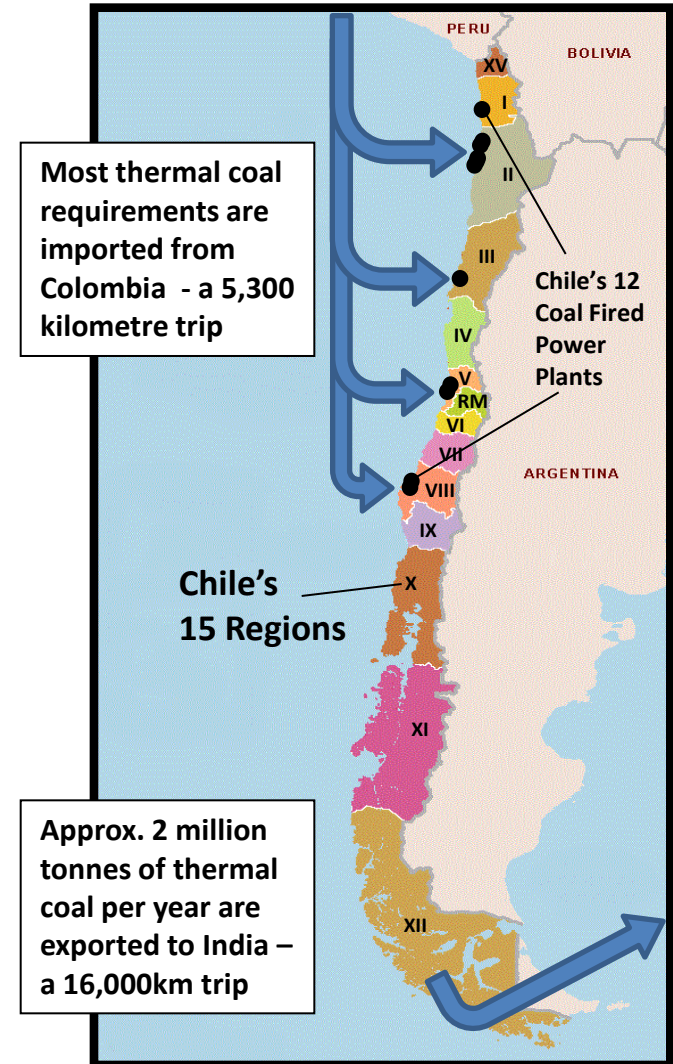 PERU
BOLIVIA
XV
I
Most thermal coal
requirements are
imported from
Colombia - a 5,300
kilometre trip
II
III
Chile's 12
Coal Fired
Power
Plants
IV
V
RM
VI
VII
ARGENTINA
VIII
IX
Chile's
15 Regions
X
XI
Approx. 2 million
tonnes of thermal
coal per year are
exported to India –
a 16,000km trip
XII